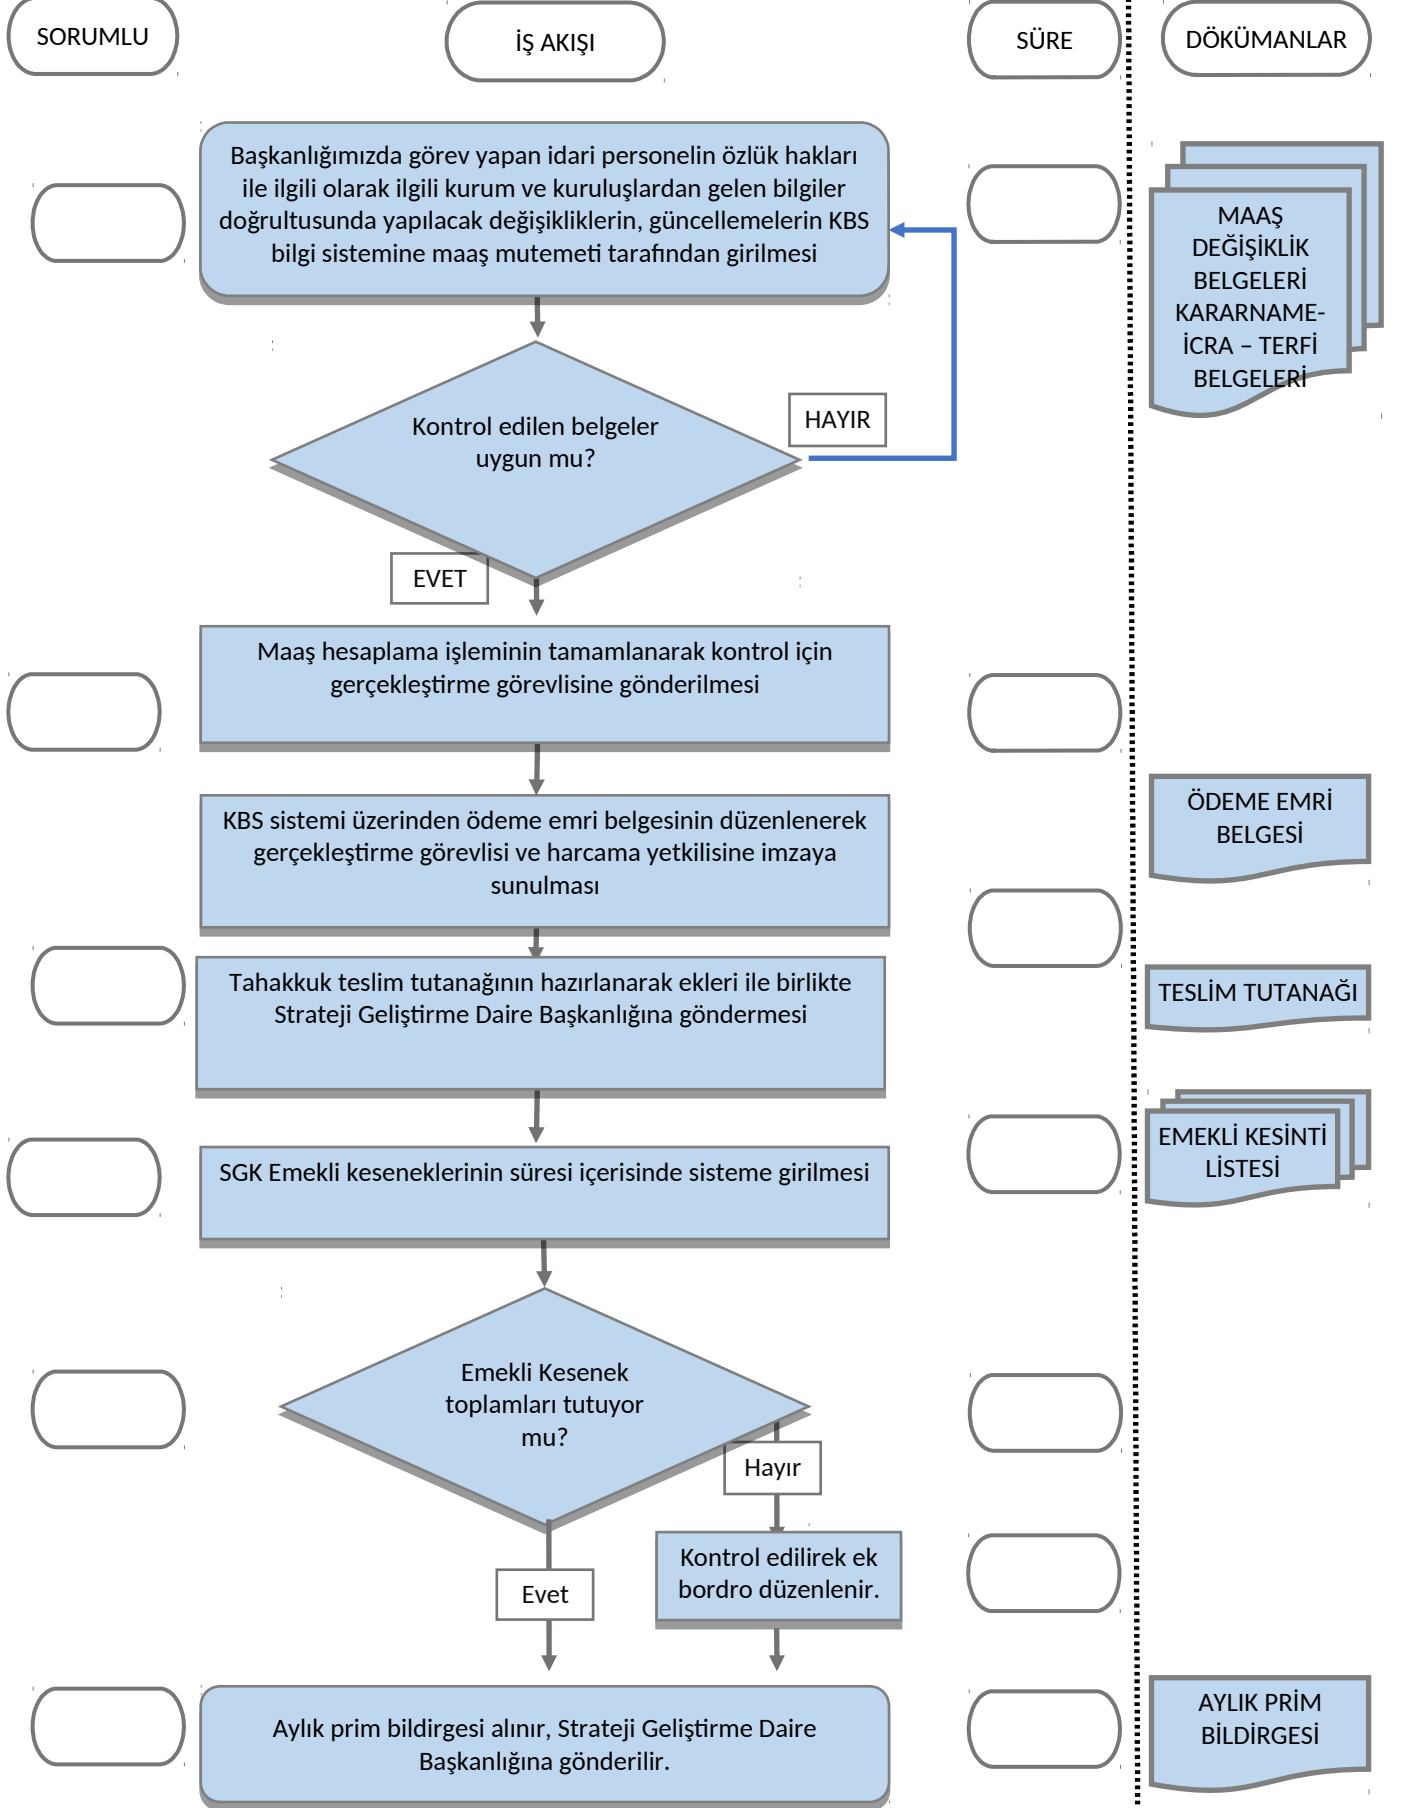 SORUMLU
İŞ AKIŞI
SÜRE
DÖKÜMANLAR
Başkanlığımızda görev yapan idari personelin özlük hakları
ile ilgili olarak ilgili kurum ve kuruluşlardan gelen bilgiler
doğrultusunda yapılacak değişikliklerin, güncellemelerin KBS
bilgi sistemine maaş mutemeti tarafından girilmesi
MAAŞ
DEĞİŞİKLİK
BELGELERİ
KARARNAME-
İCRA – TERFİ
BELGELERİ
Kontrol edilen belgeler
uygun mu?
HAYIR
EVET
Maaş hesaplama işleminin tamamlanarak kontrol için
gerçekleştirme görevlisine gönderilmesi
KBS sistemi üzerinden ödeme emri belgesinin düzenlenerek
gerçekleştirme görevlisi ve harcama yetkilisine imzaya
sunulması
ÖDEME EMRİ
BELGESİ
Tahakkuk teslim tutanağının hazırlanarak ekleri ile birlikte
Strateji Geliştirme Daire Başkanlığına göndermesi
TESLİM TUTANAĞI
SGK Emekli keseneklerinin süresi içerisinde sisteme girilmesi
EMEKLİ KESİNTİ
LİSTESİ
Emekli Kesenek
toplamları tutuyor
mu?
Hayır
Kontrol edilirek ek
bordro düzenlenir.
Evet
Aylık prim bildirgesi alınır, Strateji Geliştirme Daire
Başkanlığına gönderilir.
AYLIK PRİM
BİLDİRGESİ